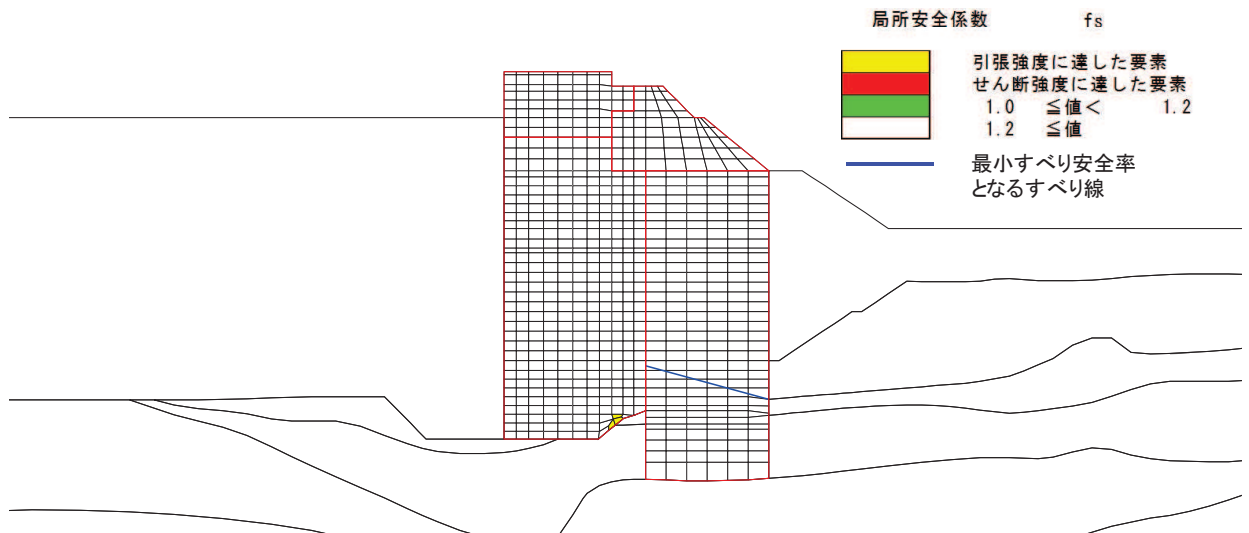 局所安全係数 fs
引張強度に達した要素
せん断強度に達した要素
1.0 ≦値＜ 1.2
1.2 ≦値
最小すべり安全率
となるすべり線